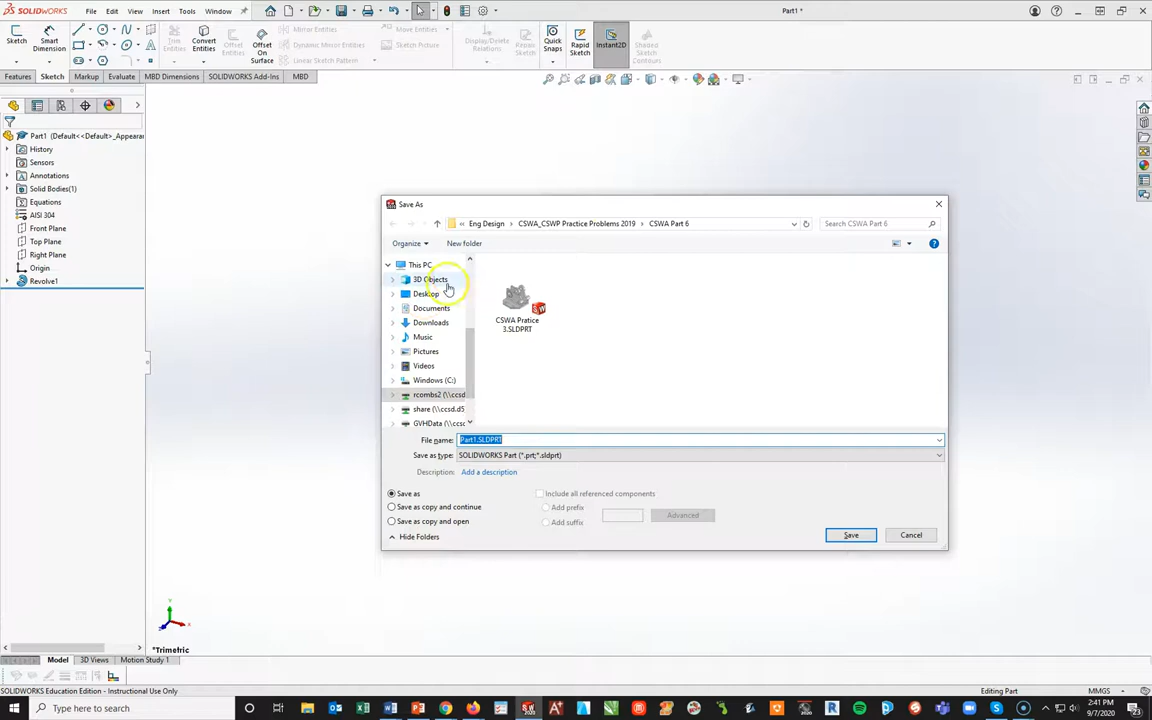 SOLIDWORKS File Edit View Insert Tools Window Part1 *
Sketch Smart Dimension Trim Entities Convert Entities Offset Entities Offset On Surface Mirror Entities Dynamic Mirror Entities Linear Sketch Pattern Move Entities Sketch Picture Display/Delete Relations Repair Sketch Quick Snaps Rapid Sketch Instant2D Shaded Sketch Contours
Features Sketch Markup Evaluate MBD Dimensions SOLIDWORKS Add-Ins MBD
Part1 (Default<<Default>_Appearar
History
Sensors
Annotations
Solid Bodies(1)
Equations
AISI 304
Front Plane
Top Plane
Right Plane
Origin
Revolve1
Save As
« Eng Design > CSWA_CSWP Practice Problems 2019 > CSWA Part 6
Search CSWA Part 6
Organize New folder
This PC
3D Objects
Desktop
Documents
Downloads
Music
Pictures
Videos
Windows (C:)
rcombs2 (\\ccsd
share (\\ccsd.d5
GVHData (\\ccsc
CSWA Pratice
3.SLDPRT
File name: Part1.SLDPRT
Save as type: SOLIDWORKS Part (*.prt;*.sldprt)
Description: Add a description
Save as
Save as copy and continue
Save as copy and open
Include all referenced components
Add prefix
Add suffix
Advanced
Hide Folders
Save Cancel
Y
X
*Trimetric
Model 3D Views Motion Study 1
SOLIDWORKS Education Edition - Instructional Use Only
Editing Part MMGS
Type here to search
2:41 PM
9/7/2020
23